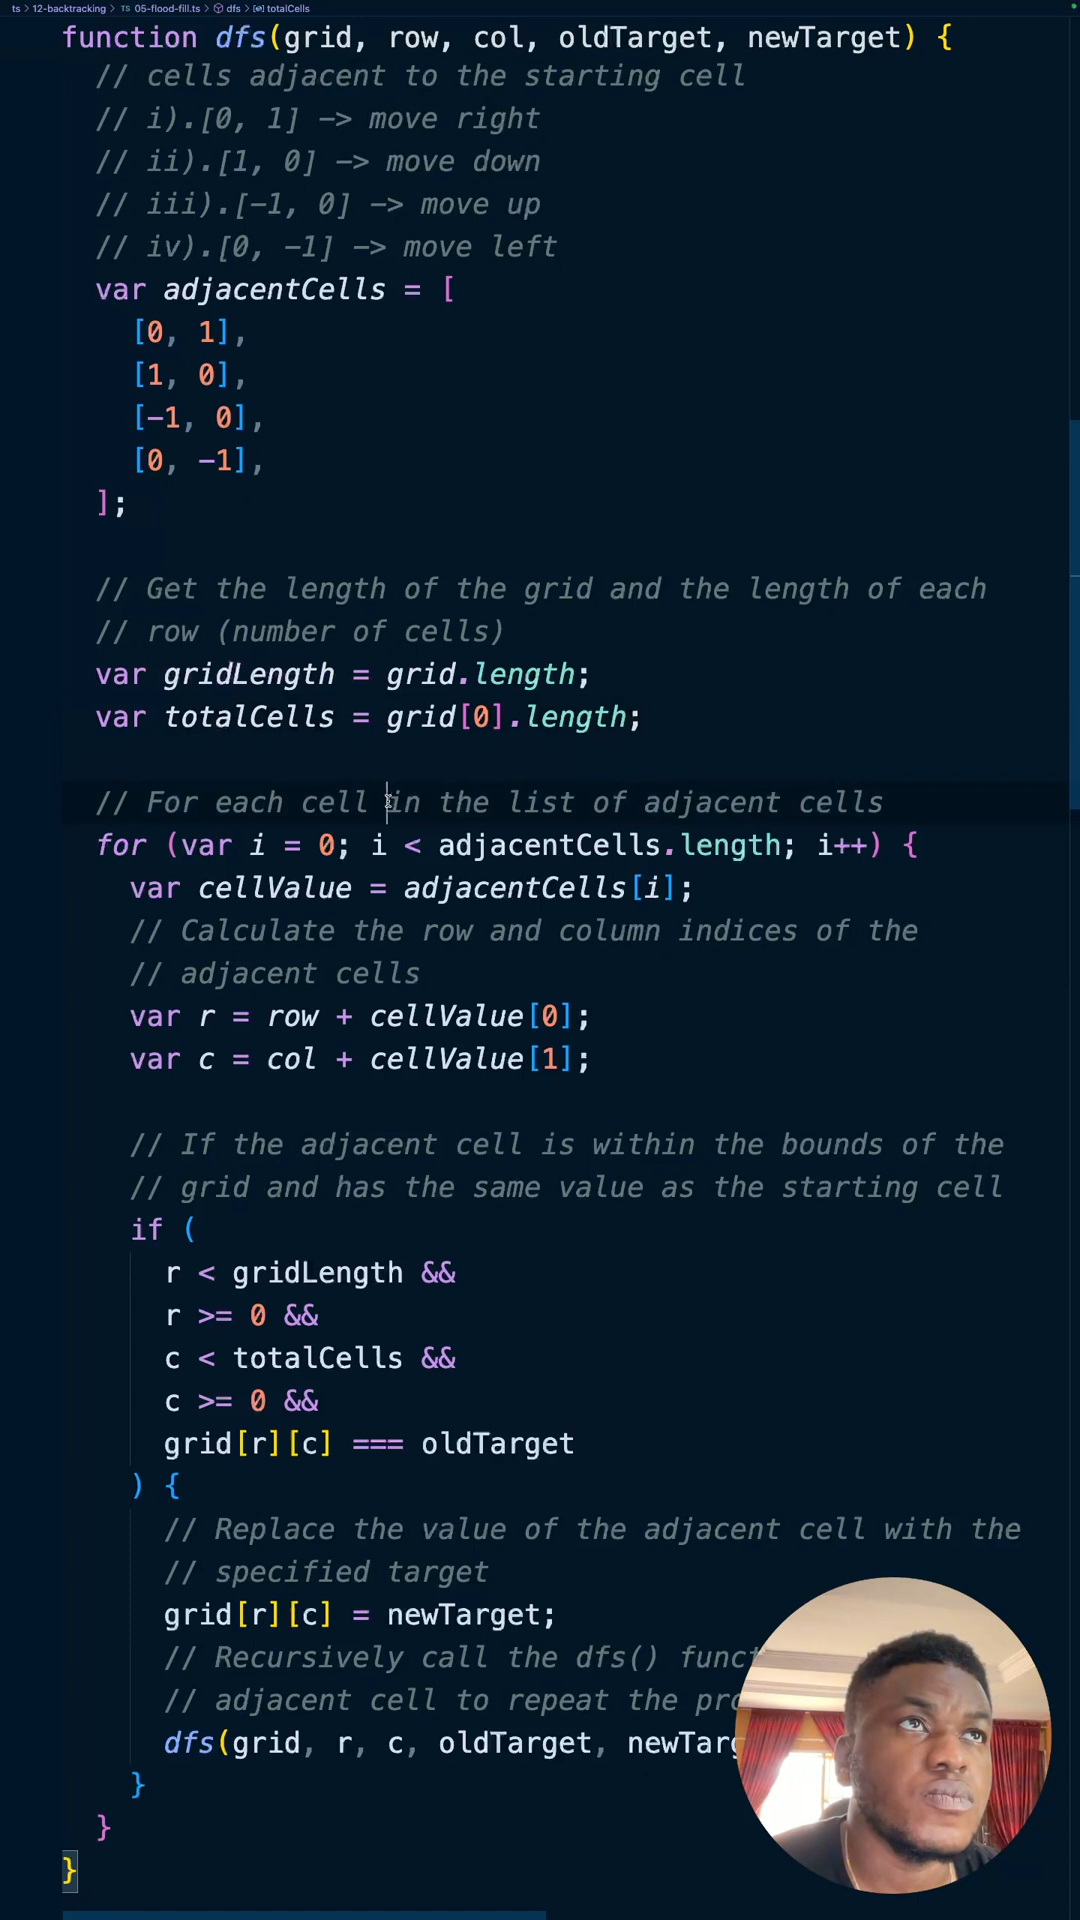 ts > 12-backtracking > TS 05-flood-fill.ts > dfs > totalCells
function dfs(grid, row, col, oldTarget, newTarget) {
// cells adjacent to the starting cell
// i).[0, 1] -> move right
// ii).[1, 0] -> move down
// iii).[-1, 0] -> move up
// iv).[0, -1] -> move left
var adjacentCells = [
[0, 1],
[1, 0],
[-1, 0],
[0, -1],
];
// Get the length of the grid and the length of each
// row (number of cells)
var gridLength = grid.length;
var totalCells = grid[0].length;
// For each cell in the list of adjacent cells
for (var i = 0; i < adjacentCells.length; i++) {
var cellValue = adjacentCells[i];
// Calculate the row and column indices of the
// adjacent cells
var r = row + cellValue[0];
var c = col + cellValue[1];
// If the adjacent cell is within the bounds of the
// grid and has the same value as the starting cell
if (
r < gridLength &&
r >= 0 &&
c < totalCells &&
c >= 0 &&
grid[r][c] === oldTarget
) {
// Replace the value of the adjacent cell with the
// specified target
grid[r][c] = newTarget;
// Recursively call the dfs()
// adjacent cell to repeat the
dfs(grid, r, c, oldTarget,
}
}
}